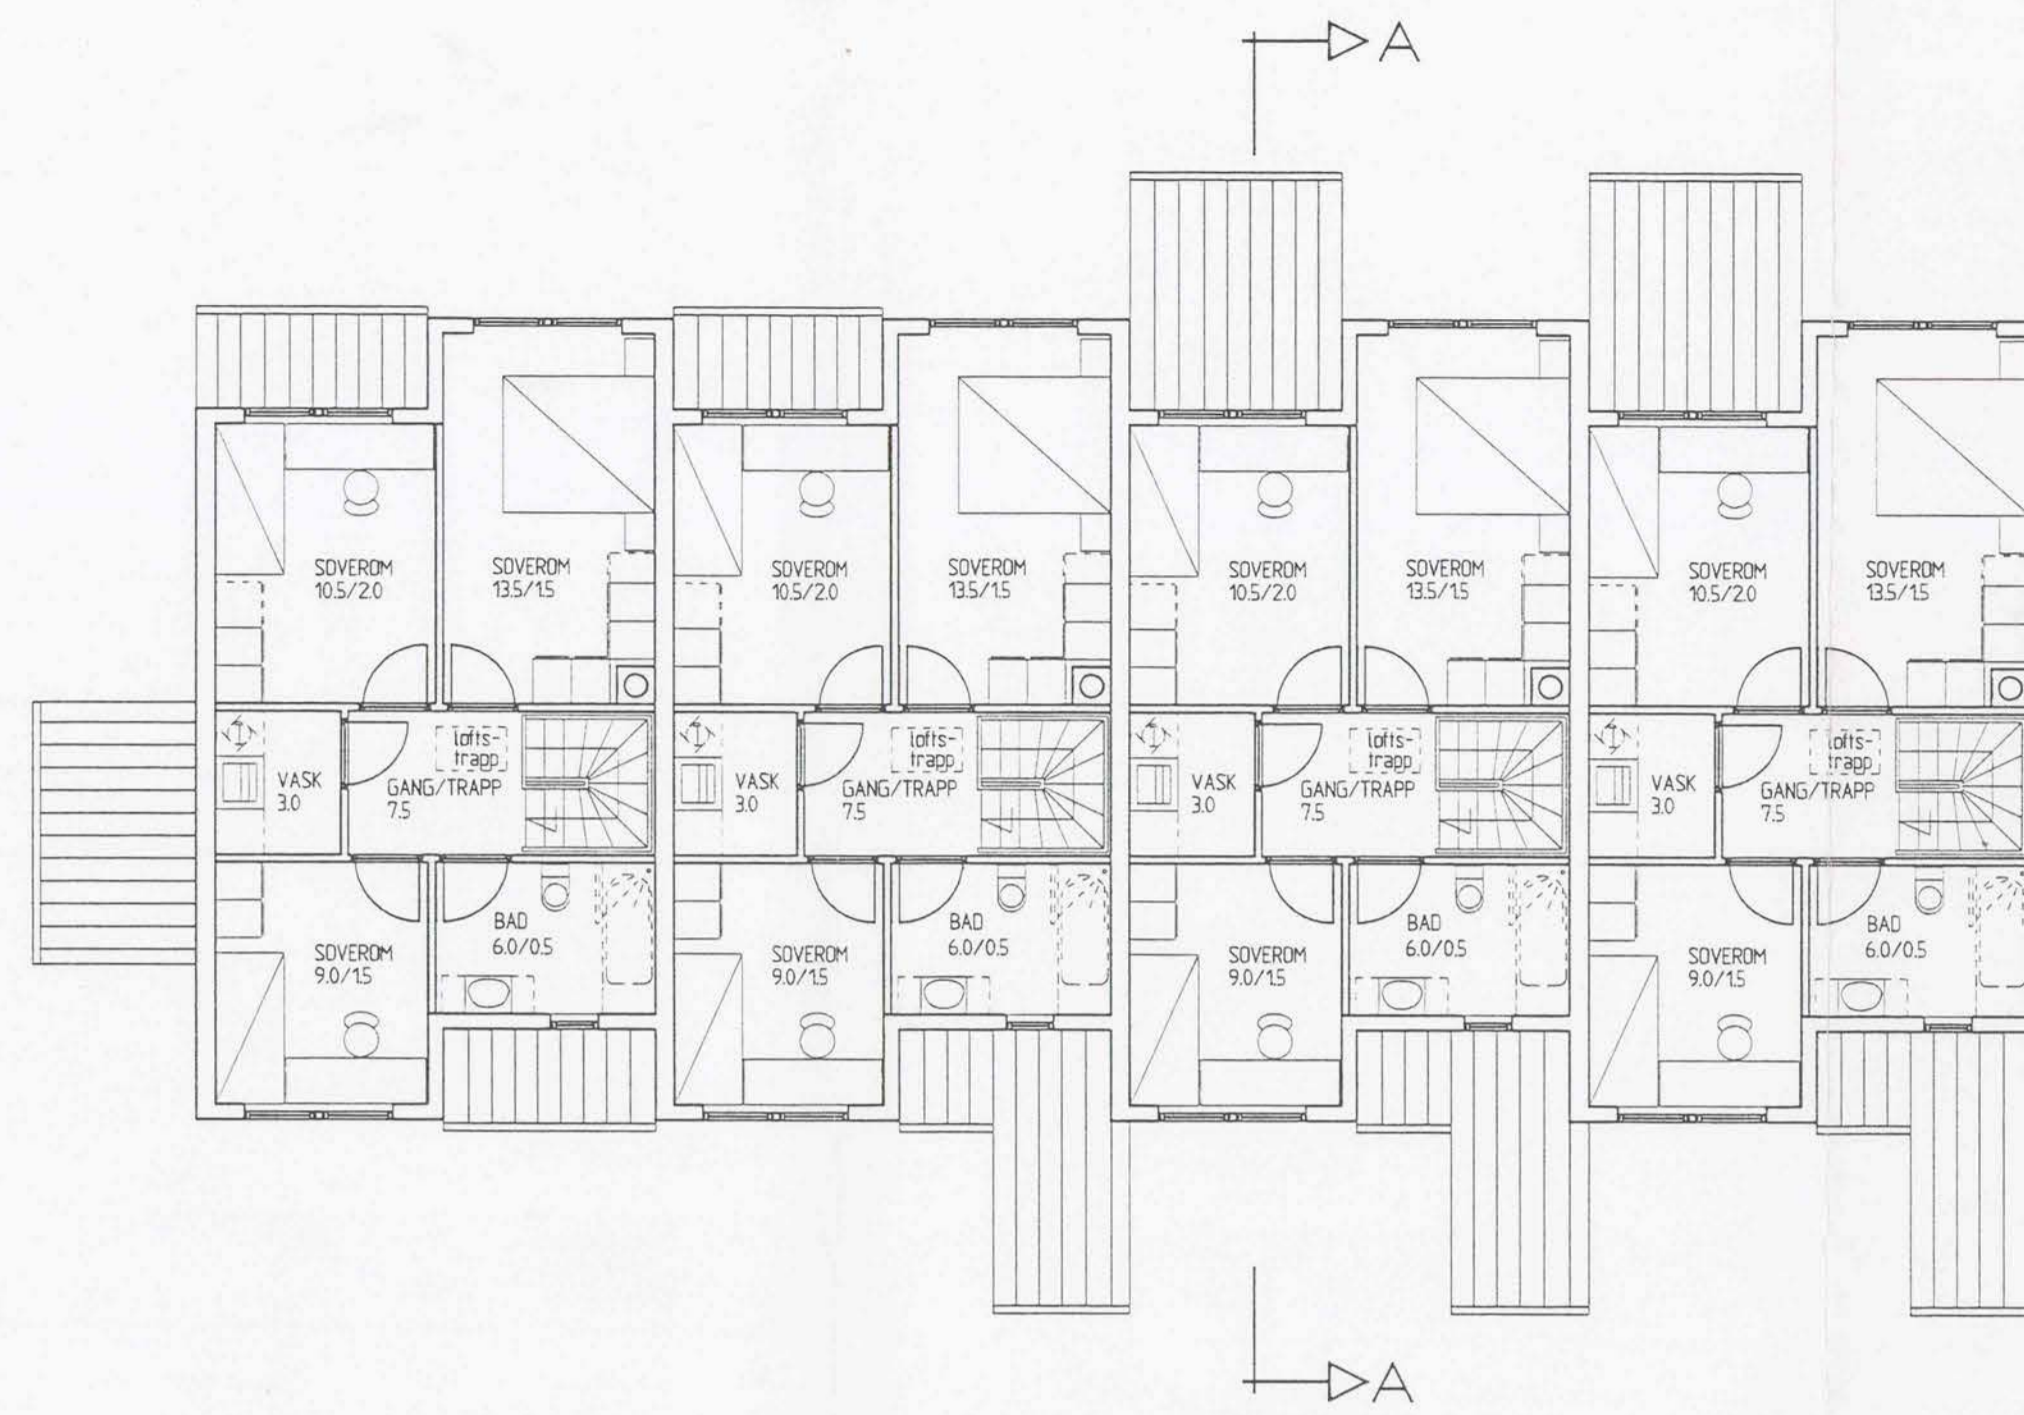 A
SOVEROM
10.5/2.0
SOVEROM
13.5/1.5
SOVEROM
10.5/2.0
SOVEROM
13.5/1.5
SOVEROM
10.5/2.0
SOVEROM
13.5/1.5
SOVEROM
10.5/2.0
SOVEROM
13.5/1.5
VASK
3.0
lofts-
trapp
GANG/TRAPP
7.5
VASK
3.0
lofts-
trapp
GANG/TRAPP
7.5
VASK
3.0
lofts-
trapp
GANG/TRAPP
7.5
VASK
3.0
lofts-
trapp
GANG/TRAPP
7.5
SOVEROM
9.0/1.5
BAD
6.0/0.5
SOVEROM
9.0/1.5
BAD
6.0/0.5
SOVEROM
9.0/1.5
BAD
6.0/0.5
SOVEROM
9.0/1.5
BAD
6.0/0.5
A